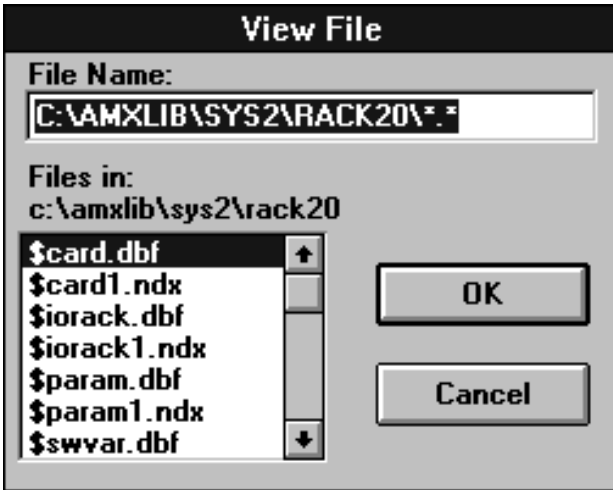 View File
File Name:
C:\AMXLIB\SYS2\RACK20\*.*
Files in:
c:\amxlib\sys2\rack20
$card.dbf
$card1.ndx
$iorack.dbf
$iorack1.ndx
$param.dbf
$param1.ndx
$swvar.dbf
OK
Cancel